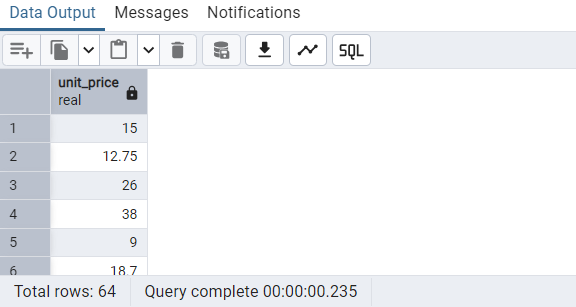 Data Output Messages Notifications
SQL
unit_price
real
1 15
2 12.75
3 26
4 38
5 9
6 18.7
Total rows: 64 Query complete 00:00:00.235